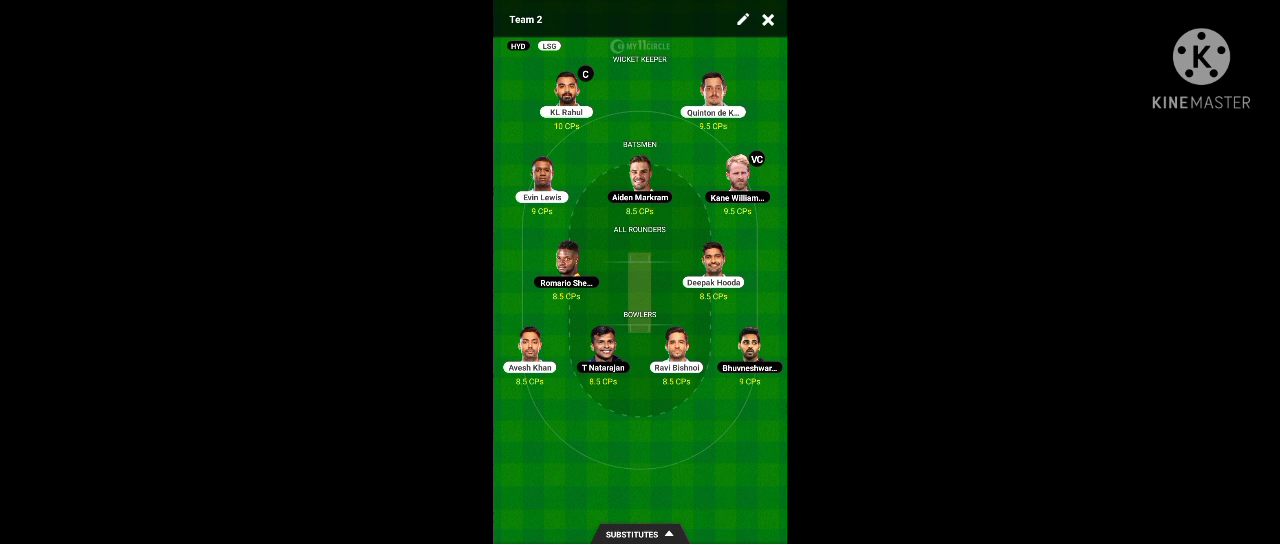 Team 2
HYD LSG
MY11CIRCLE
WICKET KEEPER
C
KL Rahul Quinton de K...
10 CPs 9.5 CPs
BATSMEN
VC
Evin Lewis Aiden Markram Kane William...
9 CPs 8.5 CPs 9.5 CPs
ALL ROUNDERS
Romario She... Deepak Hooda
8.5 CPs 8.5 CPs
BOWLERS
Avesh Khan T Natarajan Ravi Bishnoi Bhuvneshwar...
8.5 CPs 8.5 CPs 8.5 CPs 9 CPs
SUBSTITUTES
K
KINEMASTER